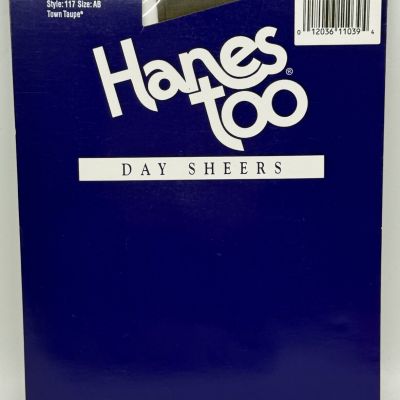 Style: 117 Size: AB
Town Taupe®
0 12036 11039 4
Hanes
too®
DAY SHEERS